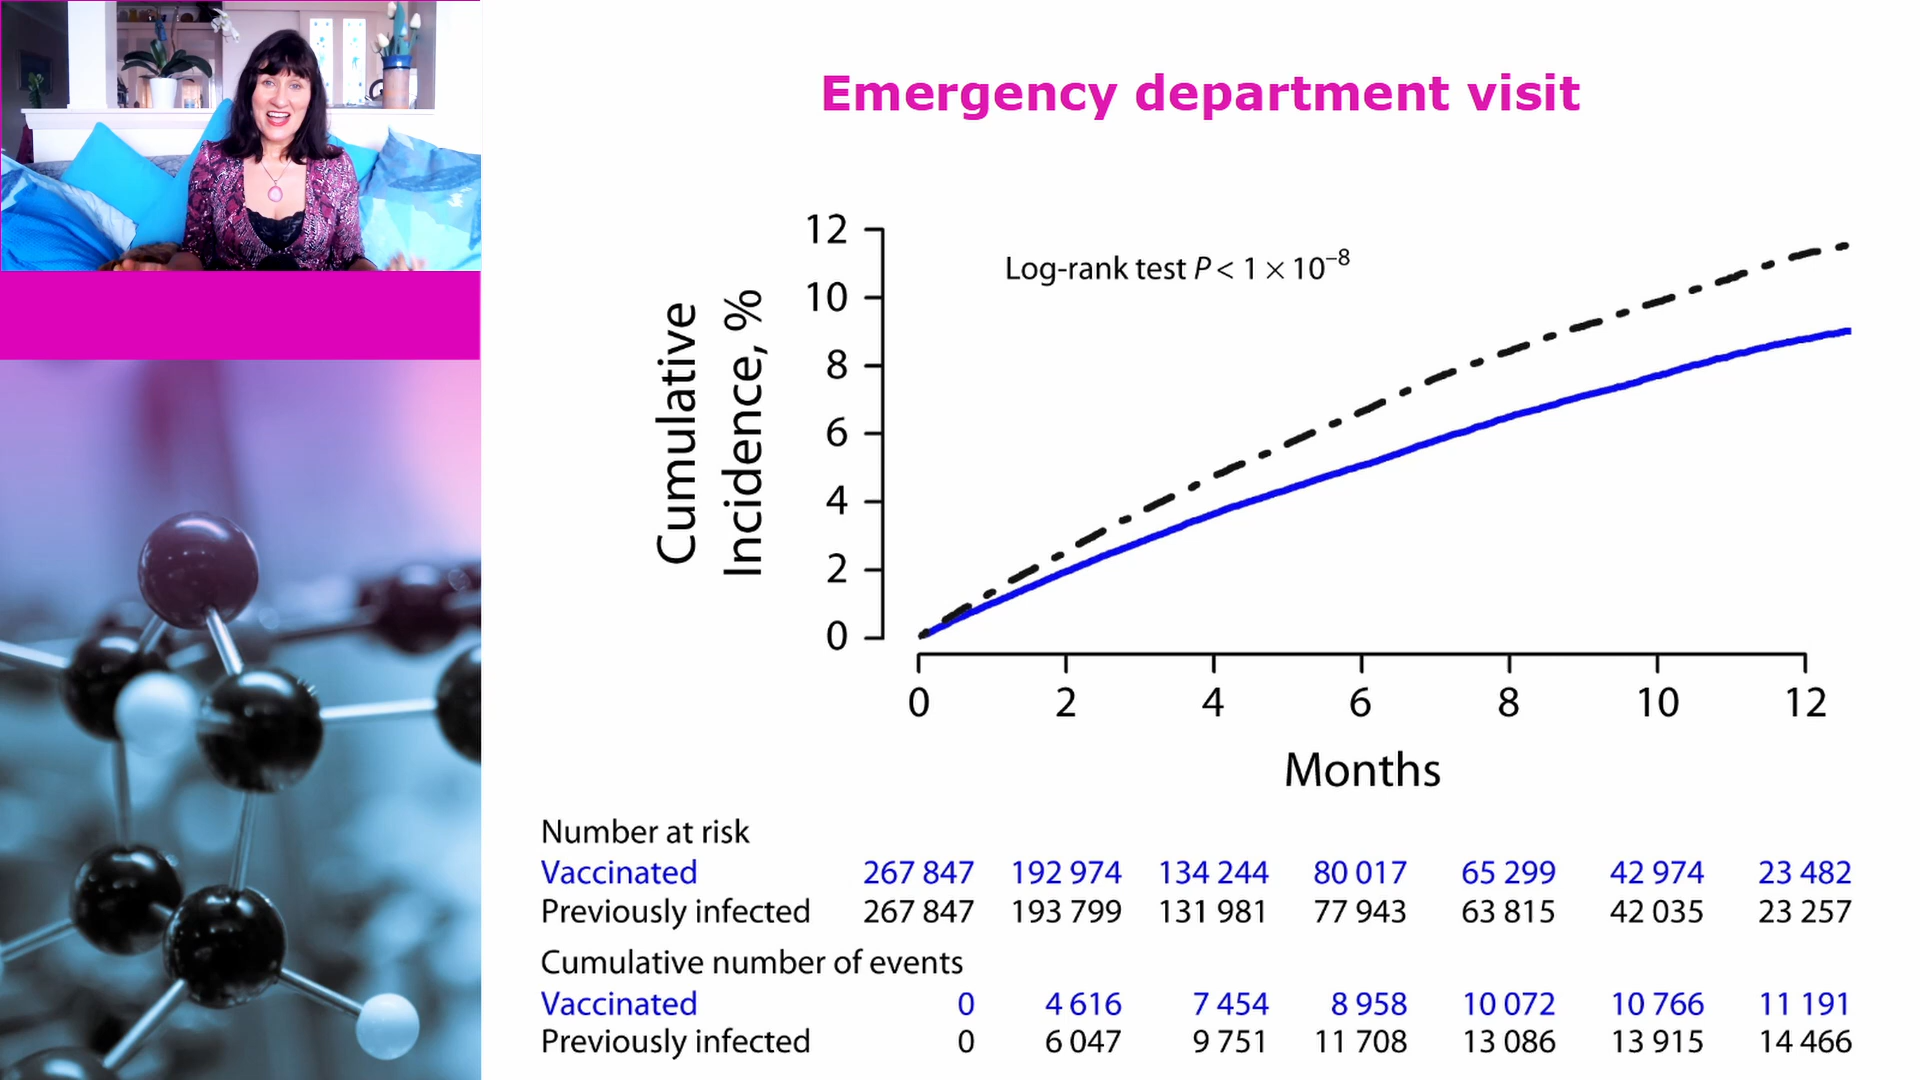 Emergency department visit
Log-rank test P < 1 × 10⁻⁸
Cumulative
Incidence, %
12
10
8
6
4
2
0
0 2 4 6 8 10 12
Months
Number at risk
Vaccinated 267 847 192 974 134 244 80 017 65 299 42 974 23 482
Previously infected 267 847 193 799 131 981 77 943 63 815 42 035 23 257
Cumulative number of events
Vaccinated 0 4 616 7 454 8 958 10 072 10 766 11 191
Previously infected 0 6 047 9 751 11 708 13 086 13 915 14 466